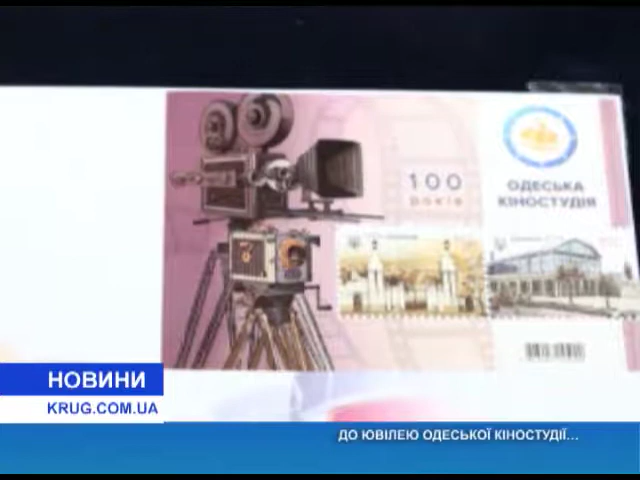 100
років
ОДЕСЬКА
КІНОСТУДІЯ
НОВИНИ
KRUG.COM.UA
ДО ЮВІЛЕЮ ОДЕСЬКОЇ КІНОСТУДІЇ...